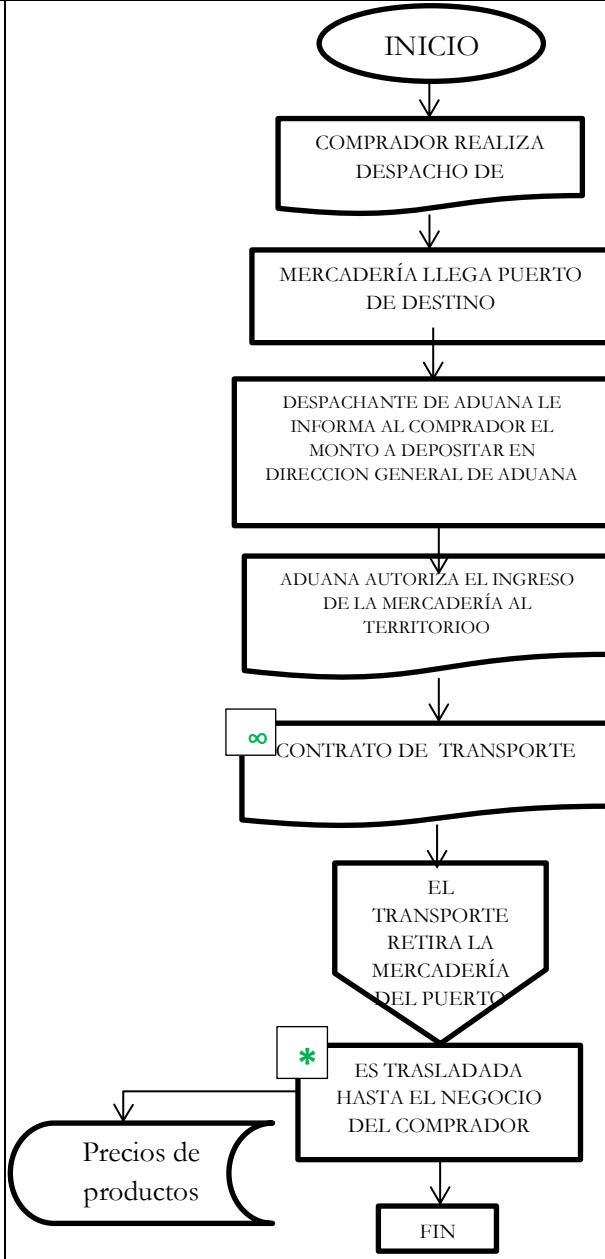 INICIO
COMPRADOR REALIZA
DESPACHO DE
MERCADERÍA LLEGA PUERTO
DE DESTINO
DESPACHANTE DE ADUANA LE
INFORMA AL COMPRADOR EL
MONTO A DEPOSITAR EN
DIRECCION GENERAL DE ADUANA
ADUANA AUTORIZA EL INGRESO
DE LA MERCADERÍA AL
TERRITORIOO
∞
CONTRATO DE TRANSPORTE
EL
TRANSPORTE
RETIRA LA
MERCADERÍA
DEL PUERTO
*
ES TRASLADADA
HASTA EL NEGOCIO
DEL COMPRADOR
Precios de
productos
FIN